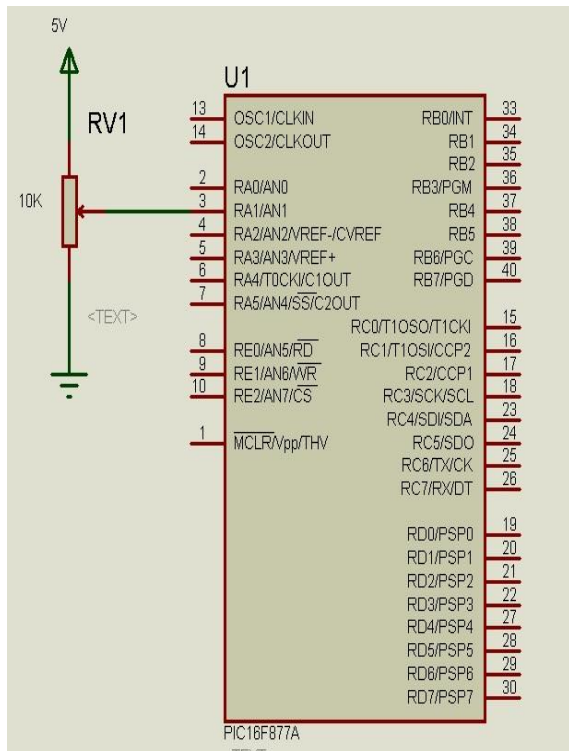 5V
RV1
10K
<TEXT>
U1
13 OSC1/CLKIN
14 OSC2/CLKOUT
2 RA0/AN0
3 RA1/AN1
4 RA2/AN2/VREF-/CVREF
5 RA3/AN3/VREF+
6 RA4/T0CKI/C1OUT
7 RA5/AN4/SS/C2OUT
8 RE0/AN5/RD
9 RE1/AN6/WR
10 RE2/AN7/CS
1 MCLR/Vpp/THV
RB0/INT 33
RB1 34
RB2 35
RB3/PGM 36
RB4 37
RB5 38
RB6/PGC 39
RB7/PGD 40
RC0/T1OSO/T1CKI 15
RC1/T1OSI/CCP2 16
RC2/CCP1 17
RC3/SCK/SCL 18
RC4/SDI/SDA 23
RC5/SDO 24
RC6/TX/CK 25
RC7/RX/DT 26
RD0/PSP0 19
RD1/PSP1 20
RD2/PSP2 21
RD3/PSP3 22
RD4/PSP4 27
RD5/PSP5 28
RD6/PSP6 29
RD7/PSP7 30
PIC16F877A